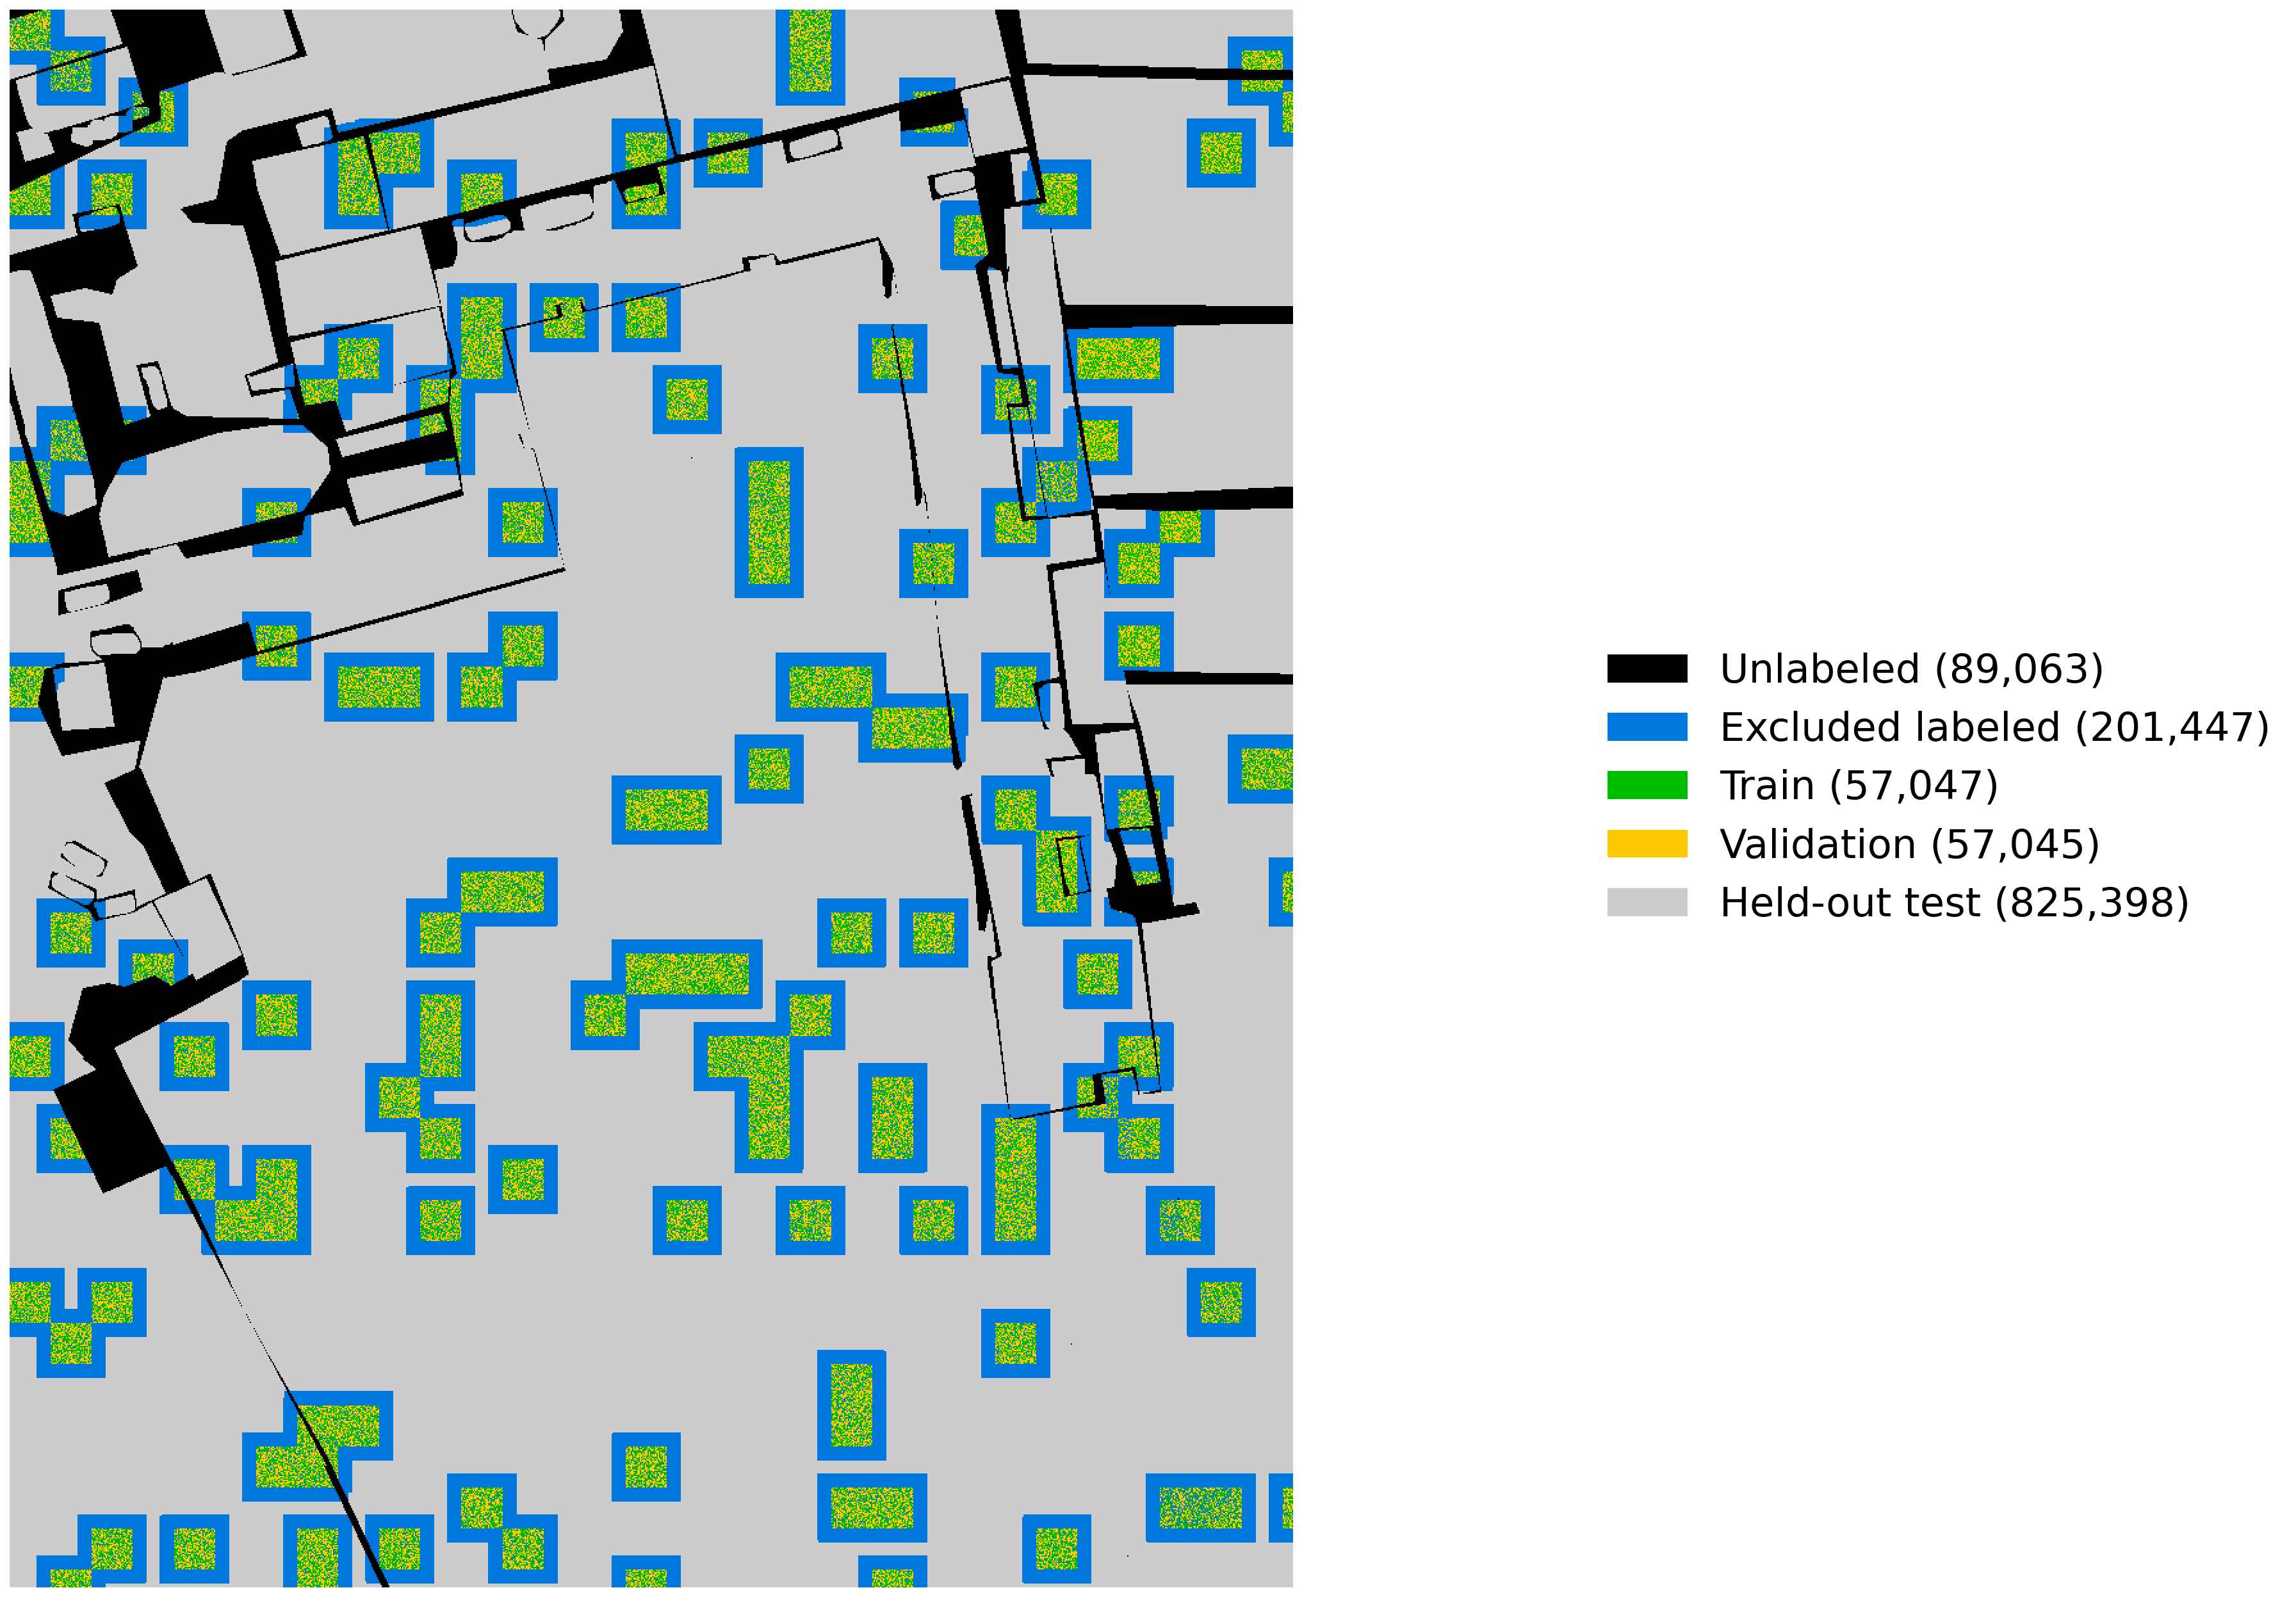 Unlabeled (89,063)
Excluded labeled (201,447)
Train (57,047)
Validation (57,045)
Held-out test (825,398)